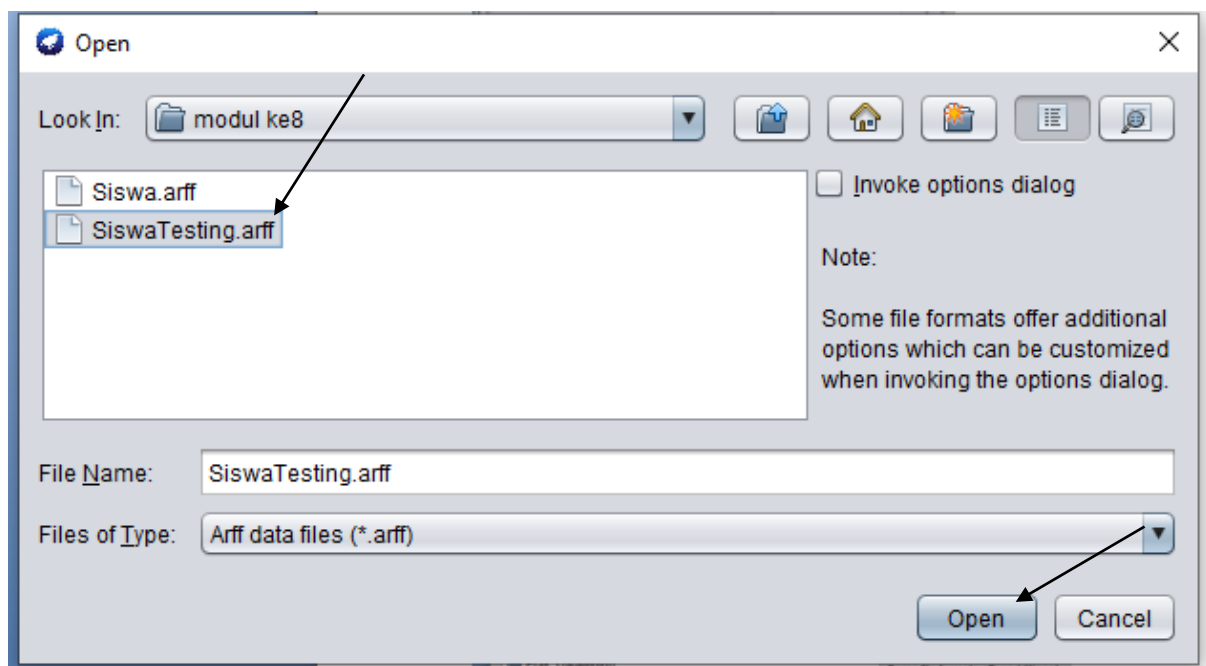 Open
Look In: modul ke8
Siswa.arff
SiswaTesting.arff
Invoke options dialog
Note:
Some file formats offer additional
options which can be customized
when invoking the options dialog.
File Name: SiswaTesting.arff
Files of Type: Arff data files (*.arff)
Open Cancel